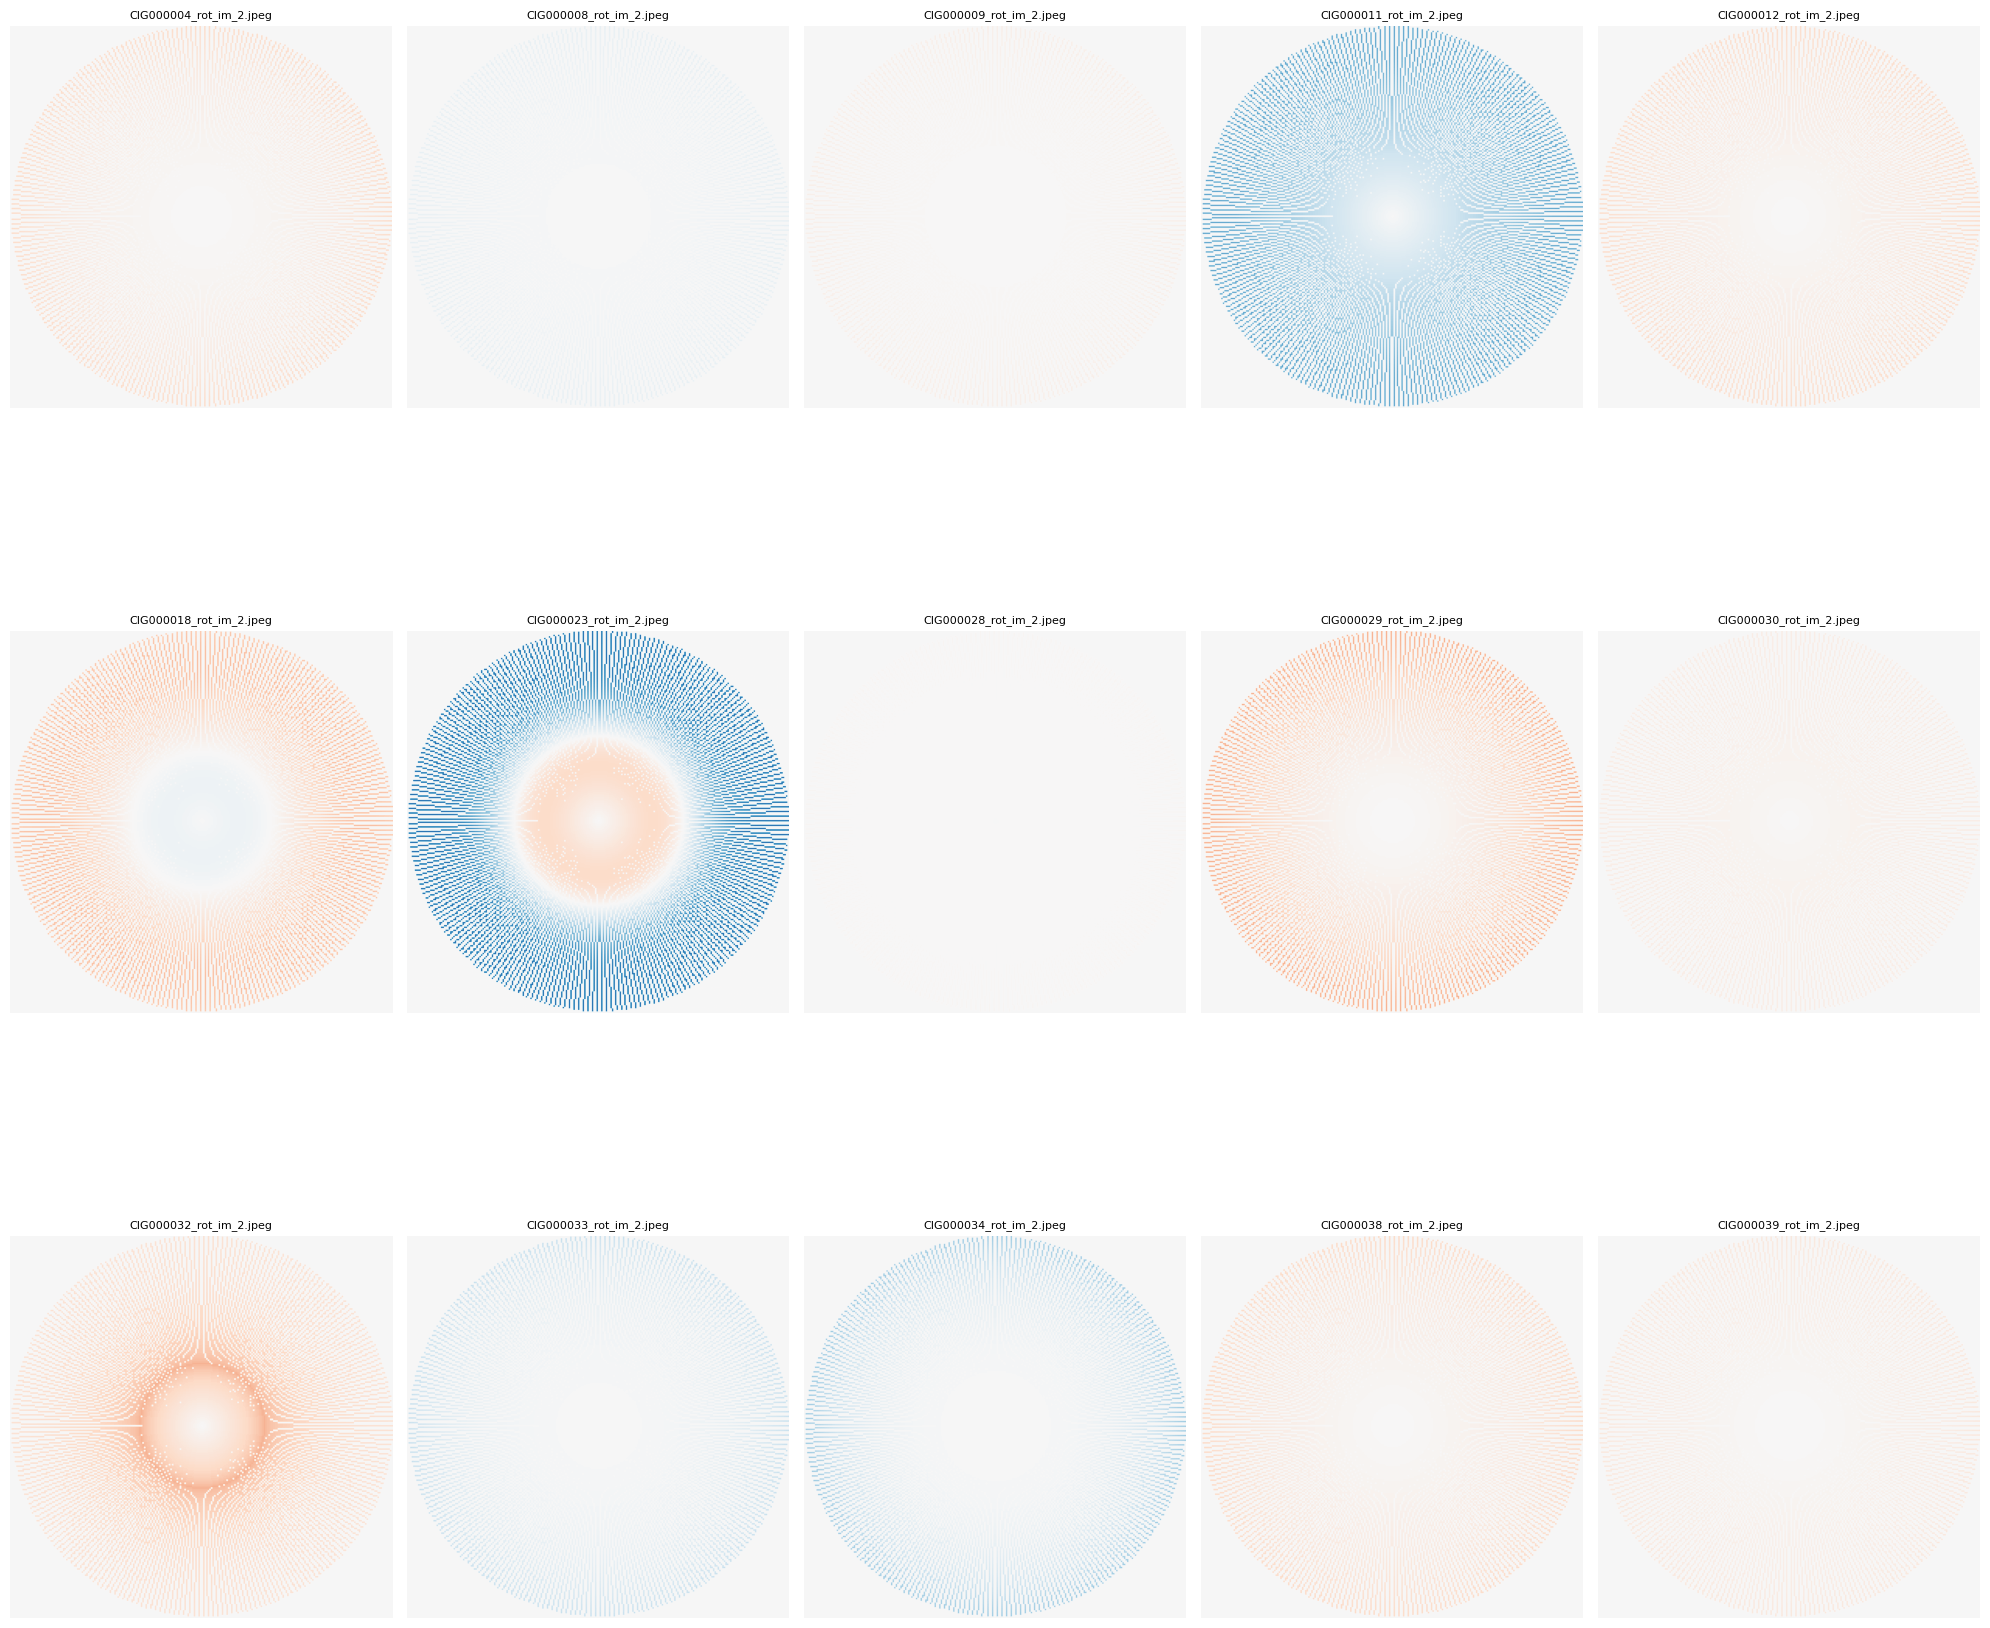 CIG000004_rot_im_2.jpeg
CIG000008_rot_im_2.jpeg
CIG000009_rot_im_2.jpeg
CIG000011_rot_im_2.jpeg
CIG000012_rot_im_2.jpeg
CIG000018_rot_im_2.jpeg
CIG000023_rot_im_2.jpeg
CIG000028_rot_im_2.jpeg
CIG000029_rot_im_2.jpeg
CIG000030_rot_im_2.jpeg
CIG000032_rot_im_2.jpeg
CIG000033_rot_im_2.jpeg
CIG000034_rot_im_2.jpeg
CIG000038_rot_im_2.jpeg
CIG000039_rot_im_2.jpeg